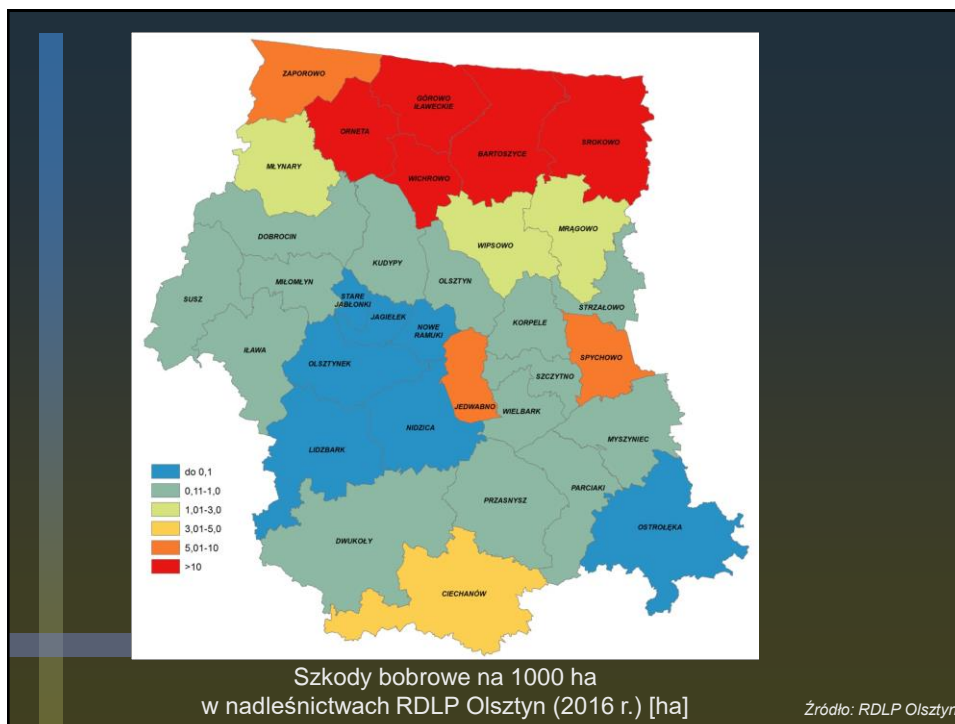 ZAPOROWO
GÓROWO
IŁAWECKIE
ORNETA
BARTOSZYCE
SROKOWO
MŁYNARY
WICHROWO
MRĄGOWO
DOBROCIN
WIPSOWO
KUDYPY
OLSZTYN
SUSZ
MIŁOMŁYN
STARE
JABŁONKI
STRZAŁOWO
JAGIEŁEK
NOWE
RAMUKI
KORPELE
IŁAWA
SPYCHOWO
OLSZTYNEK
SZCZYTNO
JEDWABNO
WIELBARK
NIDZICA
MYSZYNIEC
LIDZBARK
PARCIAKI
PRZASNYSZ
OSTROŁĘKA
DWUKOŁY
CIECHANÓW
do 0,1
0,11-1,0
1,01-3,0
3,01-5,0
5,01-10
>10
Szkody bobrowe na 1000 ha
w nadleśnictwach RDLP Olsztyn (2016 r.) [ha]
Źródło: RDLP Olsztyn